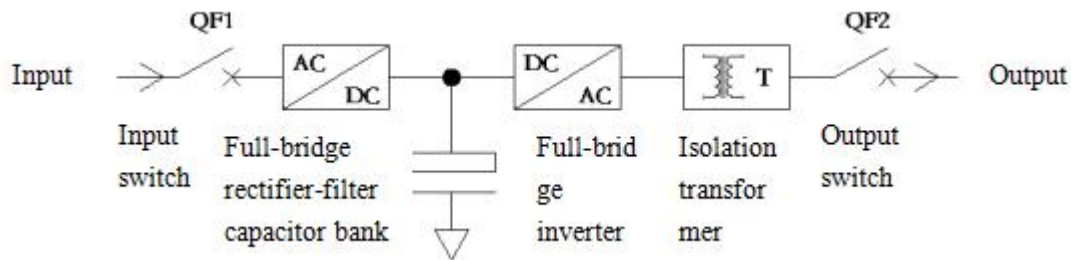 QF1
QF2
Input
AC
DC
DC
AC
T
Output
Input
switch
Full-bridge
rectifier-filter
capacitor bank
Full-brid
ge
inverter
Isolation
transfor
mer
Output
switch